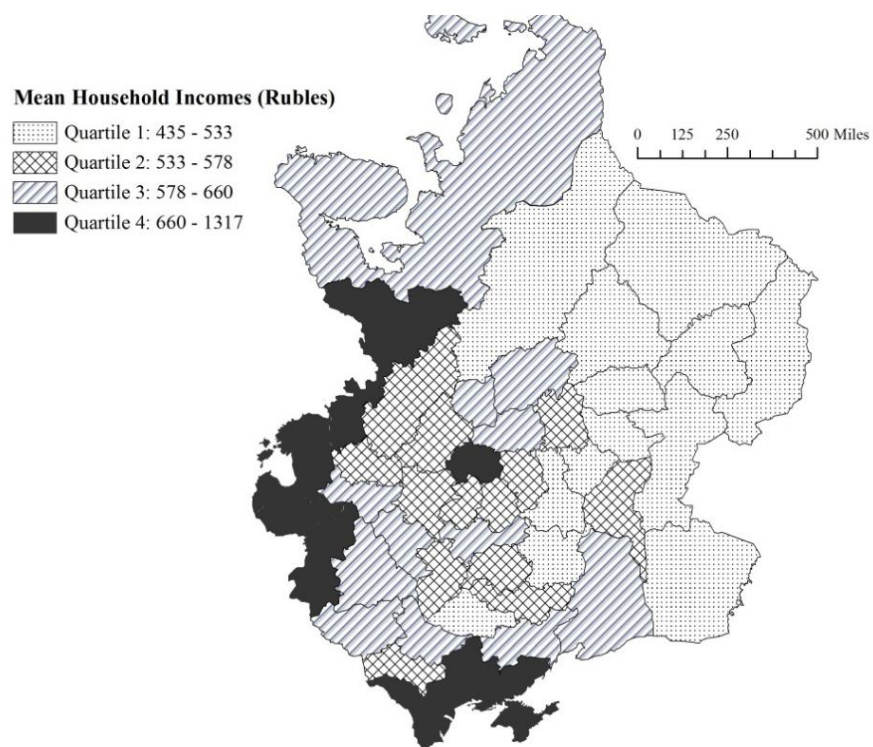 Mean Household Incomes (Rubles)
Quartile 1: 435 - 533
Quartile 2: 533 - 578
Quartile 3: 578 - 660
Quartile 4: 660 - 1317
0 125 250 500 Miles